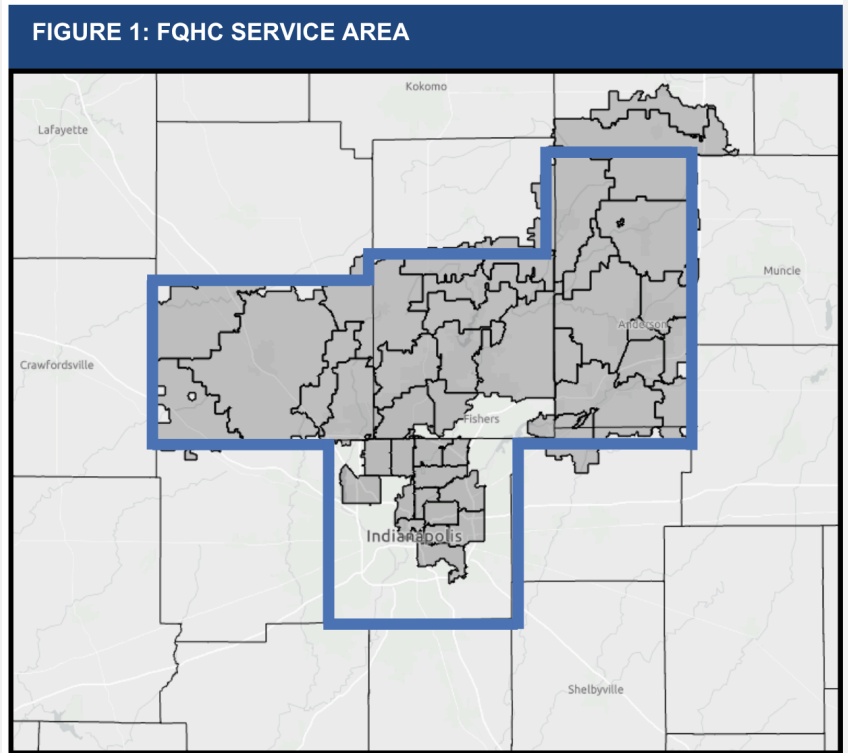 FIGURE 1: FQHC SERVICE AREA
Kokomo
Lafayette
Muncie
Anderson
Crawfordsville
Fishers
Indianapolis
Shelbyville